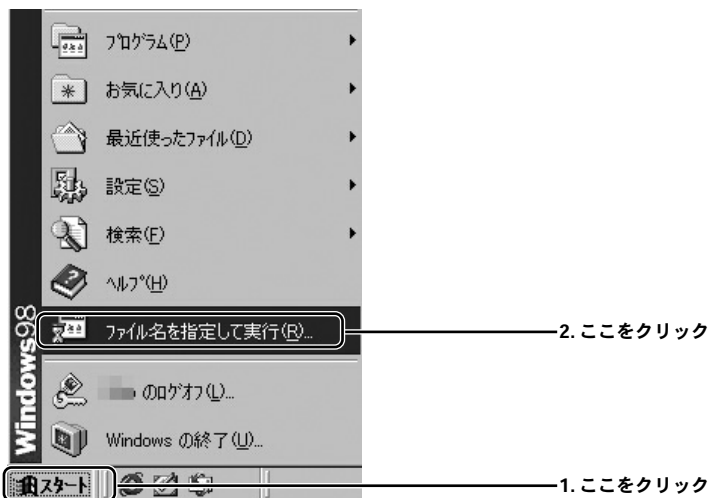 ﾌﾟﾛｸﾞﾗﾑ(P)
お気に入り(A)
最近使ったﾌｧｲﾙ(D)
設定(S)
検索(F)
ﾍﾙﾌﾟ(H)
ﾌｧｲﾙ名を指定して実行(R)...
2. ここをクリック
のﾛｸﾞｵﾌ(L)...
Windows の終了(U)...
Windows98
スタート
1. ここをクリック